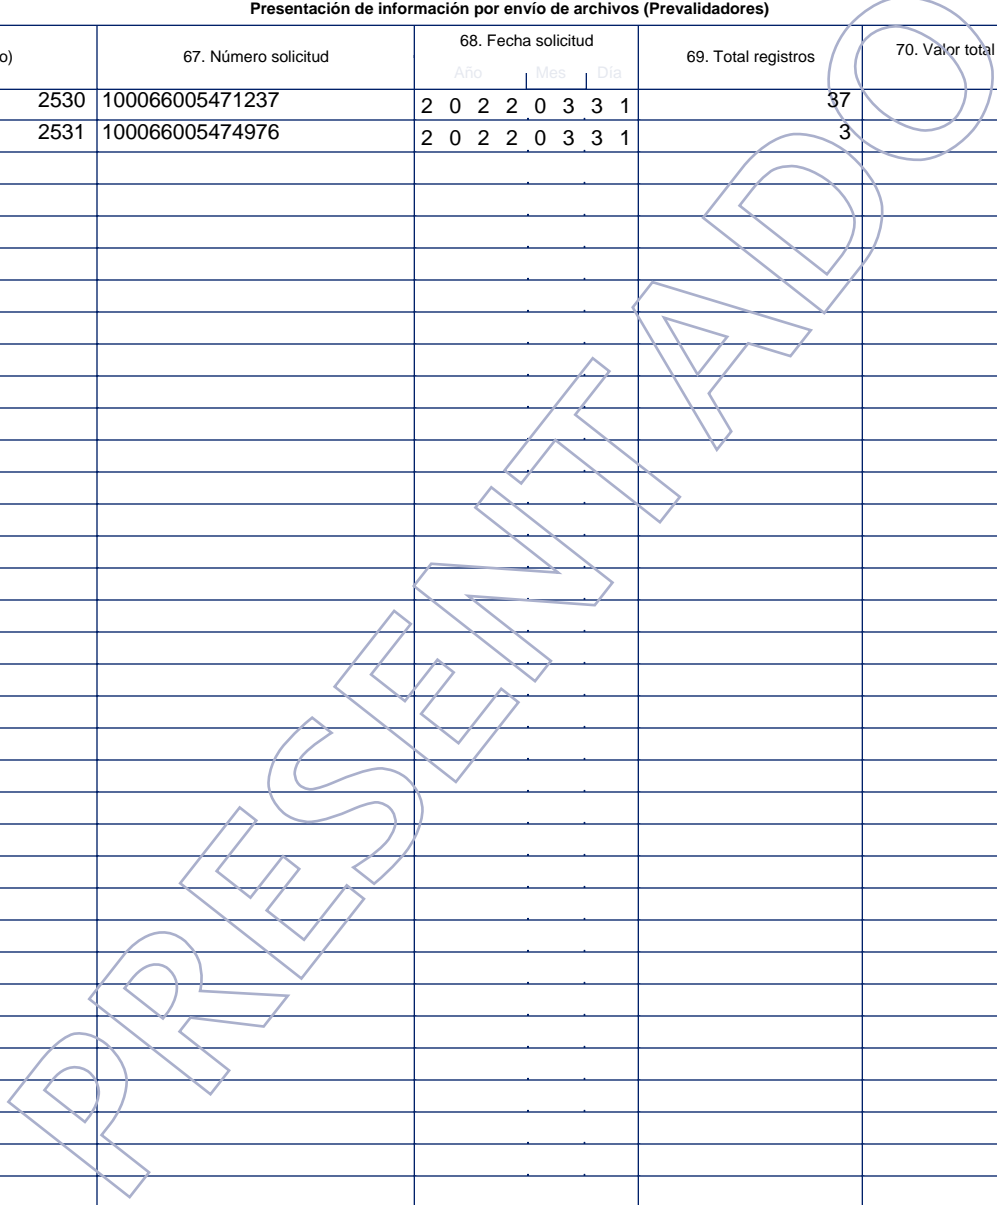 Presentación de información por envío de archivos (Prevalidadores)
o) 67. Número solicitud 68. Fecha solicitud 69. Total registros 70. Valor total
Año Mes Día
2530 100066005471237 2 0 2 2 0 3 3 1 37
2531 100066005474976 2 0 2 2 0 3 3 1 3
PRESENTADO